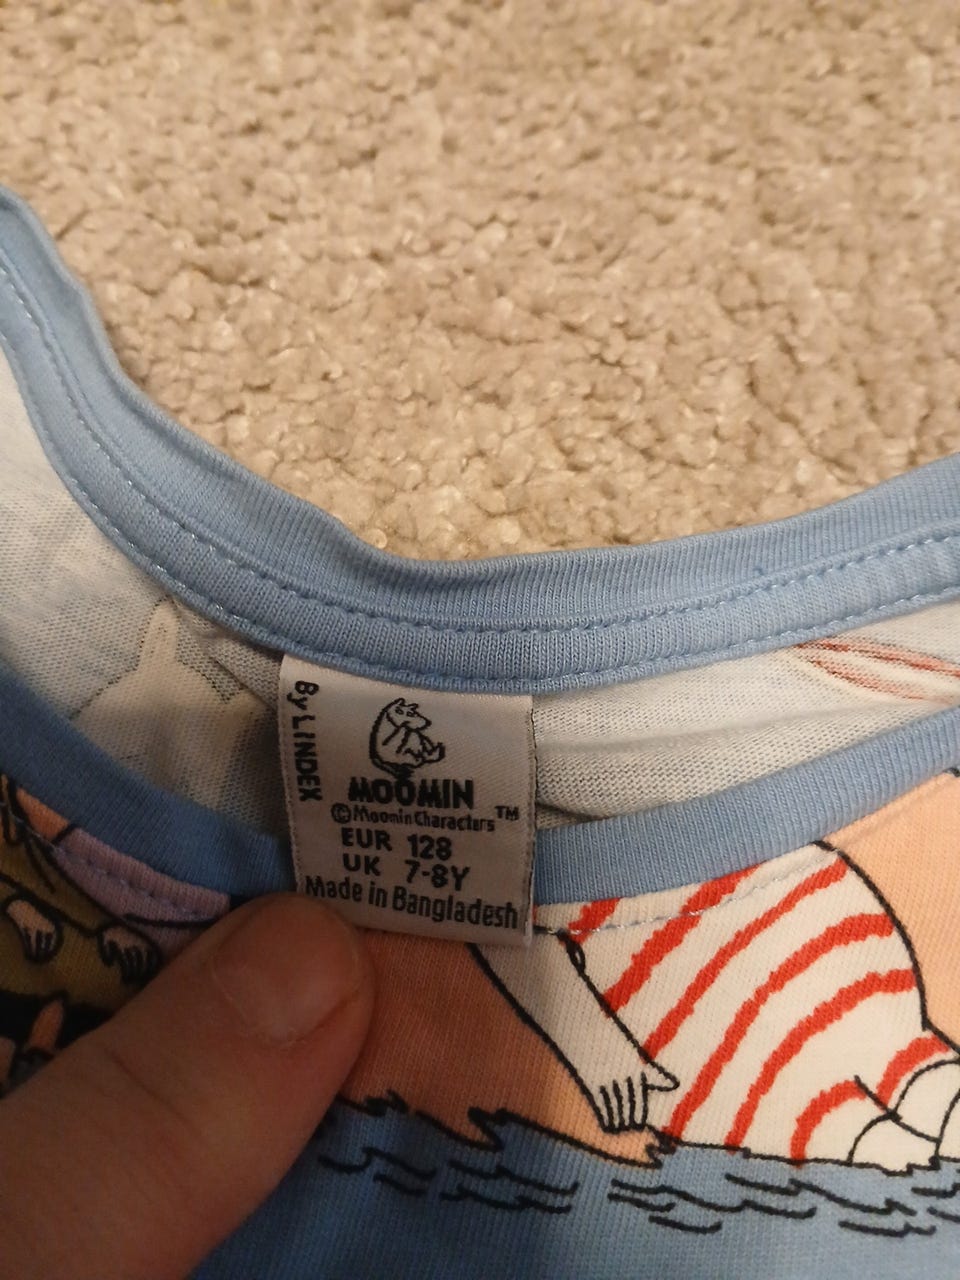 By LINDEX
MOOMIN
© Moomin Characters™
EUR 128
UK 7-8Y
Made in Bangladesh